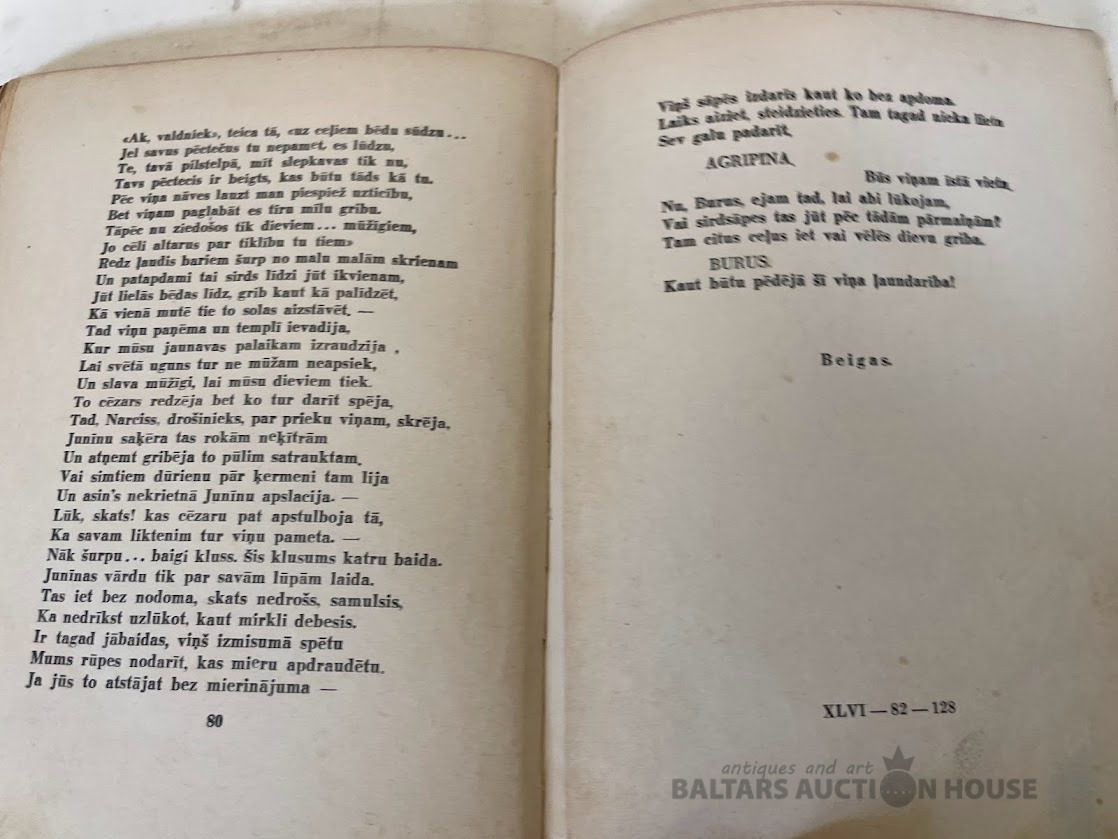 «Ak, valdniek», teica tā, «uz ceļiem bēdu sūdzu...
Jel savus pēctečus tu nepamet, es lūdzu,
Te, tavā pilstelpā, mīt slepkavas tik nu,
Tavs pēctecis ir beigts, kas būtu tāds kā tu.
Pēc viņa nāves lauzt man piespiež uzticību,
Bet viņam paglabāt es tīru mīlu gribu.
Tāpēc nu ziedošos tik dieviem... mūžīgiem,
Jo cēli altarus par tiklību tu tiem»
Redz ļaudis bariem šurp no malu malām skrienam
Un patapdami tai sirds līdzi jūt ikvienam,
Jūt lielās bēdas līdz, grib kaut kā palīdzēt,
Kā vienā mutē tie to solas aizstāvēt. —
Tad viņu paņēma un templī ievadija,
Kur mūsu jaunavas palaikam izraudzija ,
Lai svētā uguns tur ne mūžam neapsiek,
Un slava mūžīgi, lai mūsu dieviem tiek.
To cēzars redzēja bet ko tur darīt spēja,
Tad, Narciss, drošinieks, par prieku viņam, skrēja,
Junīnu saķēra tas rokām neķītrām
Un atņemt gribēja to pūlim satrauktam.
Vai simtiem dūrienu pār ķermeni tam lija
Un asin's nekrietnā Junīnu apslacija. —
Lūk, skats! kas cēzaru pat apstulboja tā,
Ka savam liktenim tur viņu pameta. —
Nāk šurpu... baigi kluss. šis klusums katru baida.
Junīnas vārdu tik par savām lūpām laida.
Tas iet bez nodoma, skats nedrošs, samulsis,
Ka nedrīkst uzlūkot, kaut mirkli debesis.
Ir tagad jābaidas, viņš izmisumā spētu
Mums rūpes nodarīt, kas mieru apdraudētu.
Ja jūs to atstājat bez mierinājuma —
80
Viņš sāpēs izdarīs kaut ko bez apdoma.
Laiks aiziet, steidzieties. Tam tagad nieka lieta
Sev galu padarīt,
AGRIPINA.
Būs viņam īstā vieta,
Nu, Burus, ejam tad, lai abi lūkojam,
Vai sirdsāpes tas jūt pēc tādām pārmaiņām?
Tam citus ceļus iet vai vēlēs dievu griba.
BURUS.
Kaut būtu pēdējā šī viņa ļaundarība!
Beigas.
XLVI — 82 — 128
antiques and art
BALTARS AUCTION HOUSE